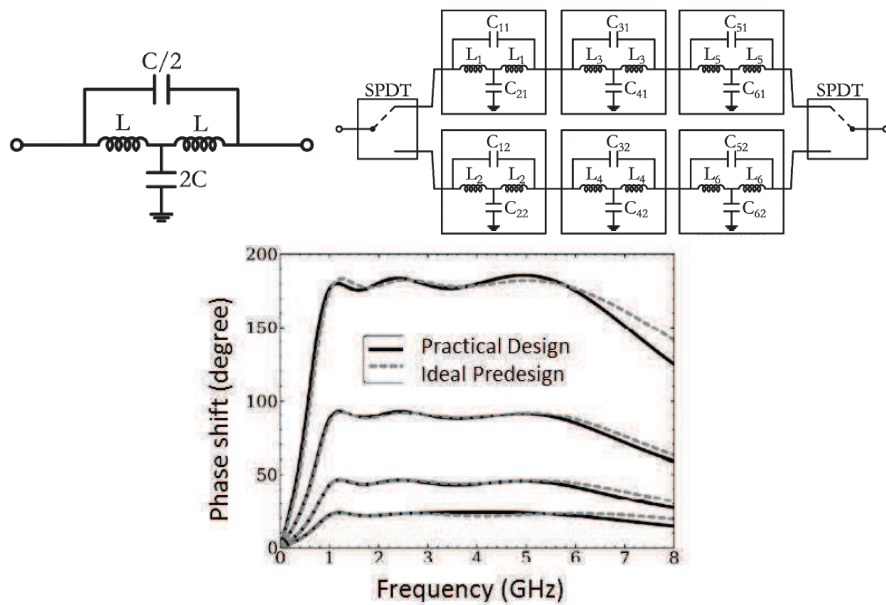 C/2
L L
2C
SPDT
C₁₁
L₁ L₁
C₂₁
C₃₁
L₃ L₃
C₄₁
C₅₁
L₅ L₅
C₆₁
SPDT
C₁₂
L₂ L₂
C₂₂
C₃₂
L₄ L₄
C₄₂
C₅₂
L₆ L₆
C₆₂
Phase shift (degree)
200
150
100
50
0
Practical Design
Ideal Predesign
0 1 2 3 4 5 6 7 8
Frequency (GHz)